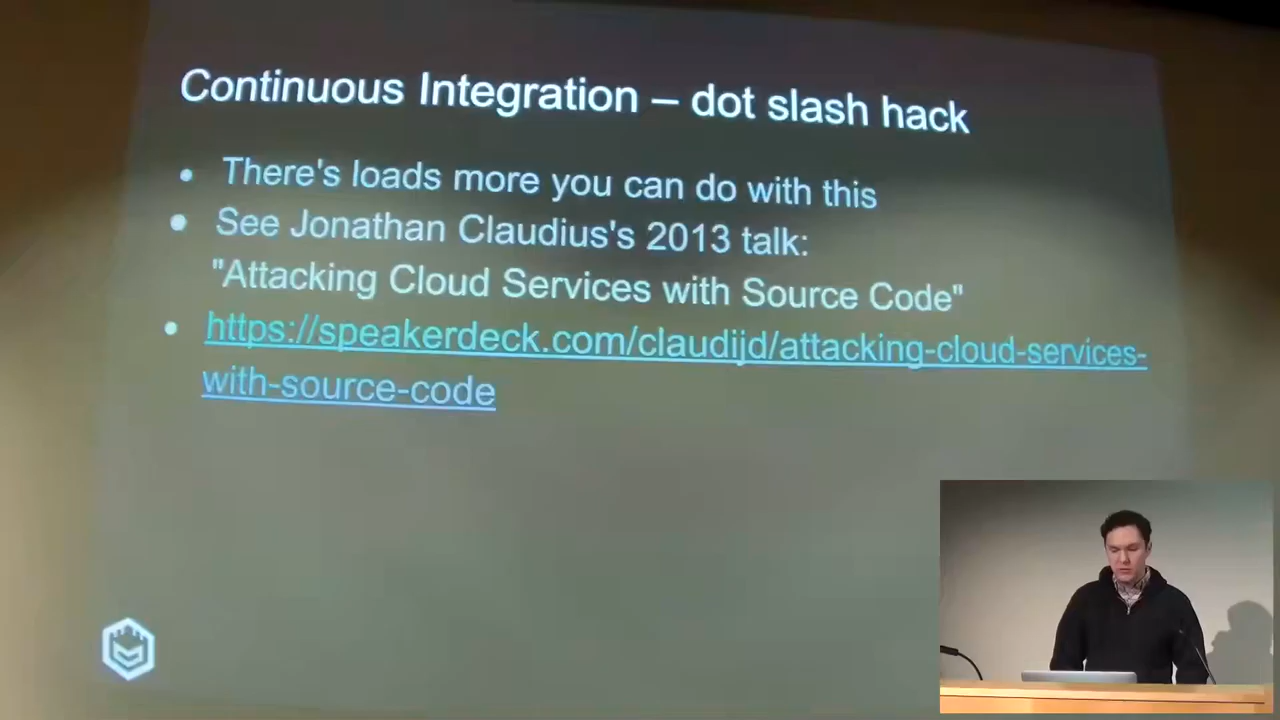 Continuous Integration – dot slash hack
• There's loads more you can do with this
• See Jonathan Claudius's 2013 talk:
"Attacking Cloud Services with Source Code"
• https://speakerdeck.com/claudijd/attacking-cloud-services-
with-source-code